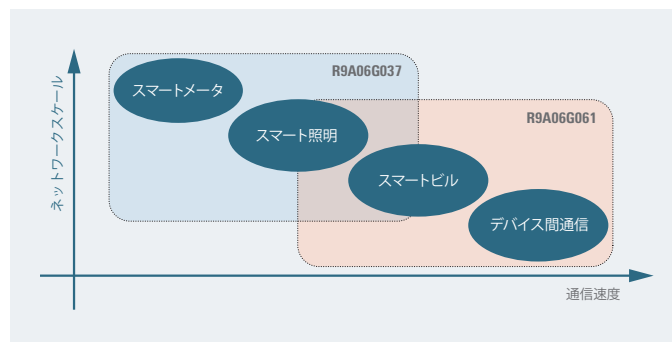 R9A06G037
スマートメータ
R9A06G061
スマート照明
スマートビル
デバイス間通信
ネットワークスケール
通信速度